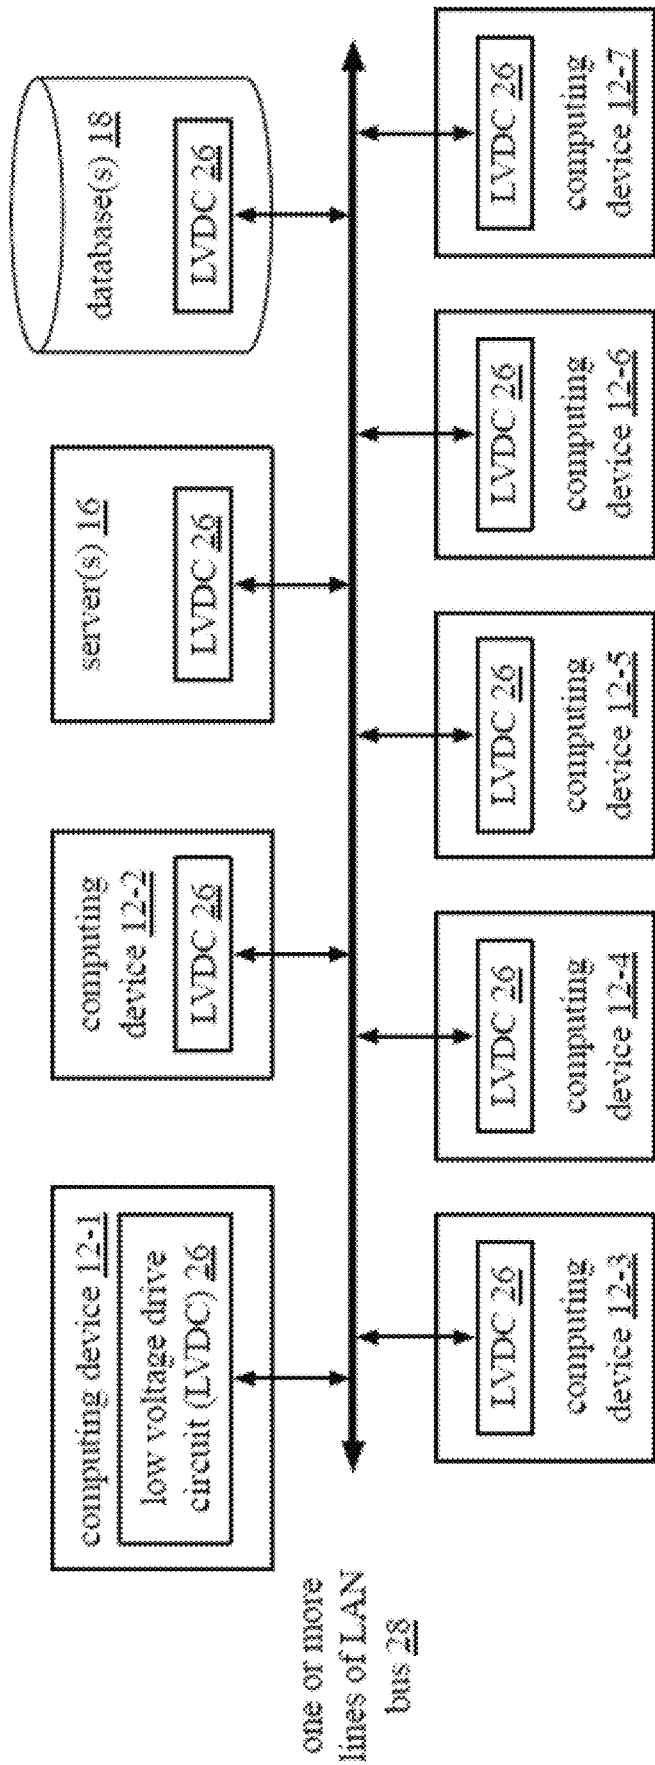 computing device 12-1
low voltage drive
circuit (LVDC) 26
computing
device 12-2
LVDC 26
server(s) 16
LVDC 26
database(s) 18
LVDC 26
one or more
lines of LAN
bus 28
LVDC 26
computing
device 12-3
LVDC 26
computing
device 12-4
LVDC 26
computing
device 12-5
LVDC 26
computing
device 12-6
LVDC 26
computing
device 12-7